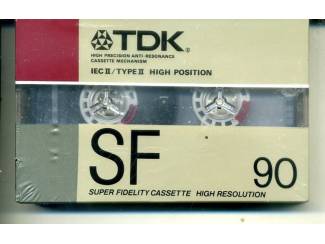 TDK®
HIGH PRECISION ANTI-RESONANCE
CASSETTE MECHANISM
IEC II/TYPE II HIGH POSITION
SF 90
SUPER FIDELITY CASSETTE HIGH RESOLUTION